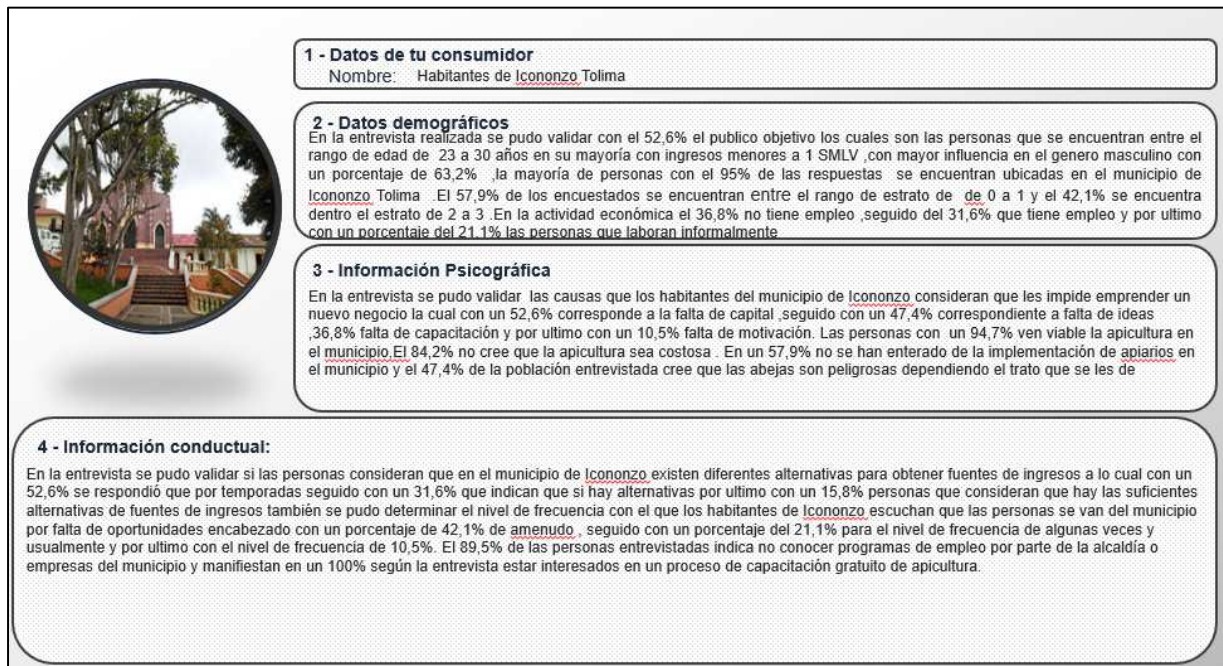 1 - Datos de tu consumidor
Nombre: Habitantes de Icononzo Tolima
2 - Datos demográficos
En la entrevista realizada se pudo validar con el 52,6% el publico objetivo los cuales son las personas que se encuentran entre el
rango de edad de 23 a 30 años en su mayoría con ingresos menores a 1 SMLV ,con mayor influencia en el genero masculino con
un porcentaje de 63,2% ,la mayoría de personas con el 95% de las respuestas se encuentran ubicadas en el municipio de
Icononzo Tolima .El 57,9% de los encuestados se encuentran entre el rango de estrato de de 0 a 1 y el 42,1% se encuentra
dentro el estrato de 2 a 3 .En la actividad económica el 36,8% no tiene empleo ,seguido del 31,6% que tiene empleo y por ultimo
con un porcentaje del 21,1% las personas que laboran informalmente
3 - Información Psicográfica
En la entrevista se pudo validar las causas que los habitantes del municipio de Icononzo consideran que les impide emprender un
nuevo negocio la cual con un 52,6% corresponde a la falta de capital ,seguido con un 47,4% correspondiente a falta de ideas
,36,8% falta de capacitación y por ultimo con un 10,5% falta de motivación. Las personas con un 94,7% ven viable la apicultura en
el municipio.El 84,2% no cree que la apicultura sea costosa . En un 57,9% no se han enterado de la implementación de apiarios en
el municipio y el 47,4% de la población entrevistada cree que las abejas son peligrosas dependiendo el trato que se les de
4 - Información conductual:
En la entrevista se pudo validar si las personas consideran que en el municipio de Icononzo existen diferentes alternativas para obtener fuentes de ingresos a lo cual con un
52,6% se respondió que por temporadas seguido con un 31,6% que indican que si hay alternativas por ultimo con un 15,8% personas que consideran que hay las suficientes
alternativas de fuentes de ingresos también se pudo determinar el nivel de frecuencia con el que los habitantes de Icononzo escuchan que las personas se van del municipio
por falta de oportunidades encabezado con un porcentaje de 42,1% de amenudo , seguido con un porcentaje del 21,1% para el nivel de frecuencia de algunas veces y
usualmente y por ultimo con el nivel de frecuencia de 10,5%. El 89,5% de las personas entrevistadas indica no conocer programas de empleo por parte de la alcaldía o
empresas del municipio y manifiestan en un 100% según la entrevista estar interesados en un proceso de capacitación gratuito de apicultura.